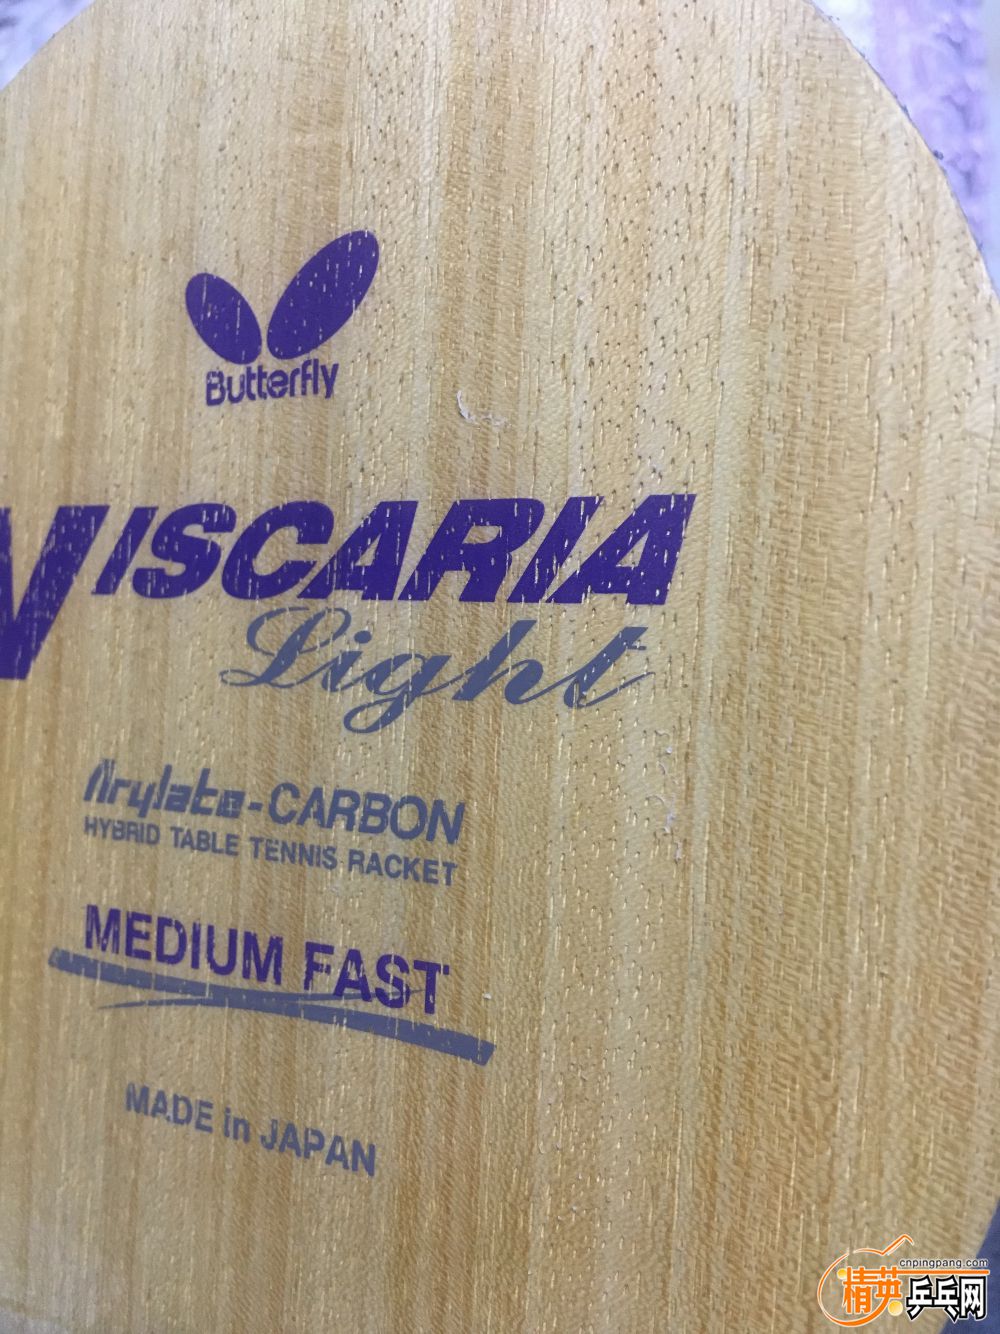 Butterfly
VISCARIA
Light
Arylate-CARBON
HYBRID TABLE TENNIS RACKET
MEDIUM FAST
MADE in JAPAN
cnpingpang.com
精英乒乓网